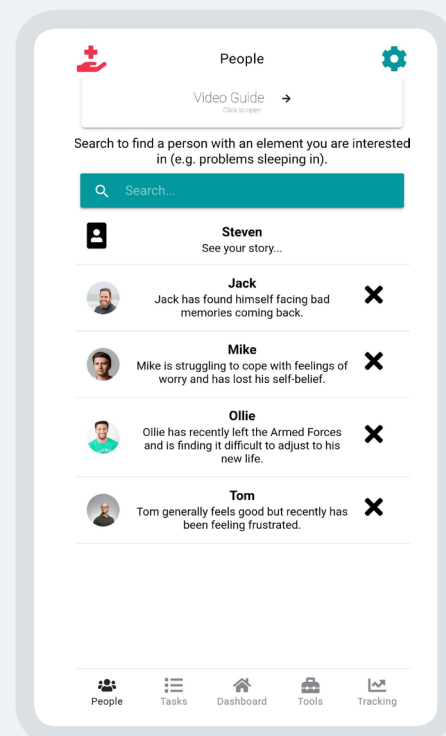 People
Video Guide →
Click to open
Search to find a person with an element you are interested
in (e.g. problems sleeping in).
Search...
Steven
See your story...
Jack
Jack has found himself facing bad
memories coming back.
Mike
Mike is struggling to cope with feelings of
worry and has lost his self-belief.
Ollie
Ollie has recently left the Armed Forces
and is finding it difficult to adjust to his
new life.
Tom
Tom generally feels good but recently has
been feeling frustrated.
People Tasks Dashboard Tools Tracking